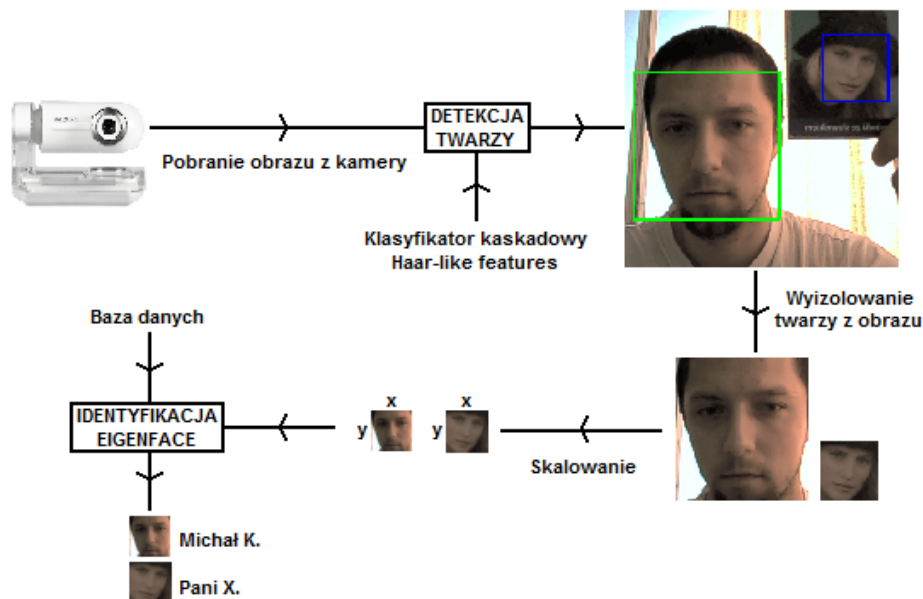 DETEKCJA
TWARZY
Pobranie obrazu z kamery
Klasyfikator kaskadowy
Haar-like features
Wyizolowanie
twarzy z obrazu
Baza danych
IDENTYFIKACJA
EIGENFACE
x x
y y
Skalowanie
Michał K.
Pani X.